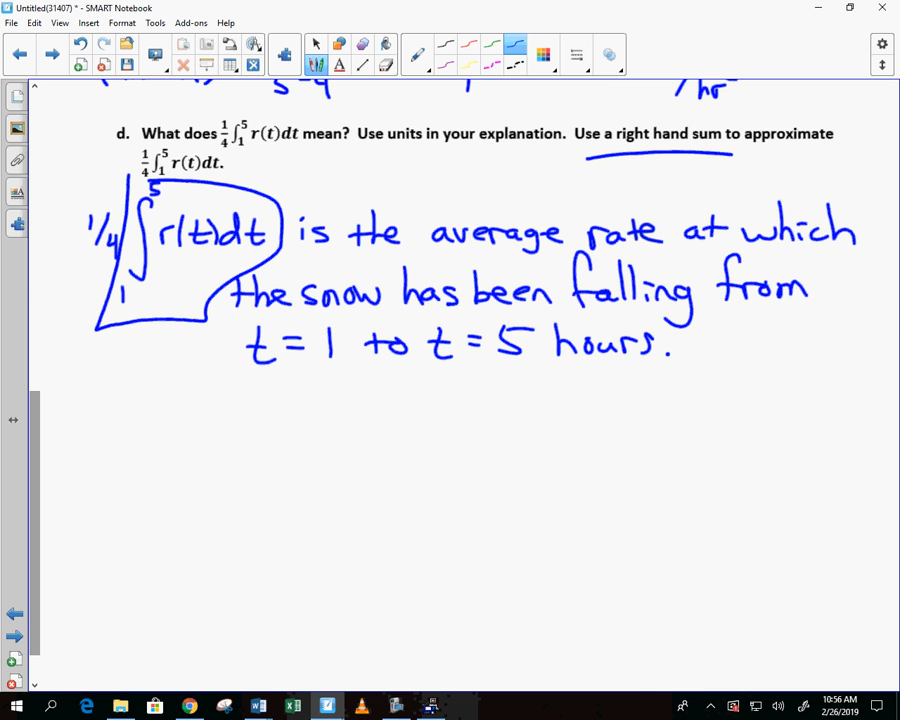 Untitled(31407) * - SMART Notebook
File Edit View Insert Format Tools Add-ons Help
5-4 hr
d. What does 1/4 ∫₁⁵ r(t)dt mean? Use units in your explanation. Use a right hand sum to approximate
1/4 ∫₁⁵ r(t)dt.
1/4 ∫₁⁵ r(t)dt is the average rate at which
the snow has been falling from
t = 1 to t = 5 hours.
10:56 AM
2/26/2019